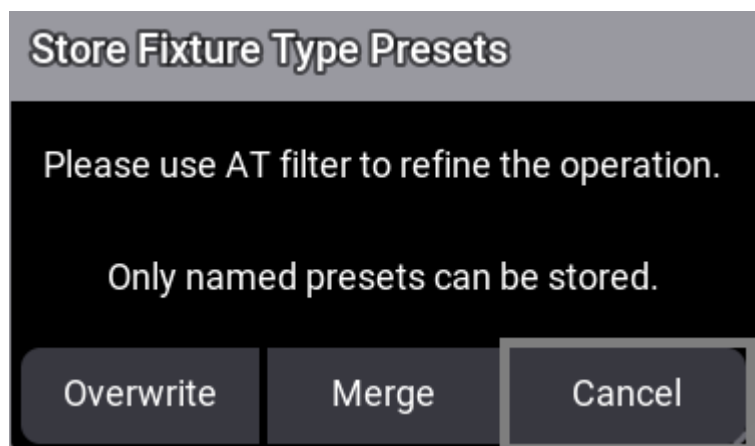 Store Fixture Type Presets
Please use AT filter to refine the operation.
Only named presets can be stored.
Overwrite
Merge
Cancel